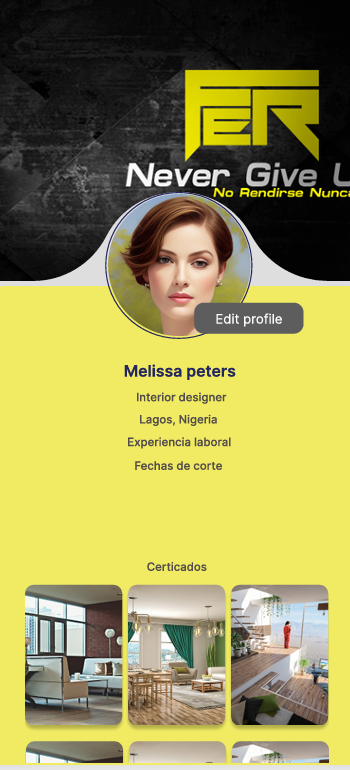 FER
Never Give U
No Rendirse Nunc
Edit profile
Melissa peters
Interior designer
Lagos, Nigeria
Experiencia laboral
Fechas de corte
Certicados